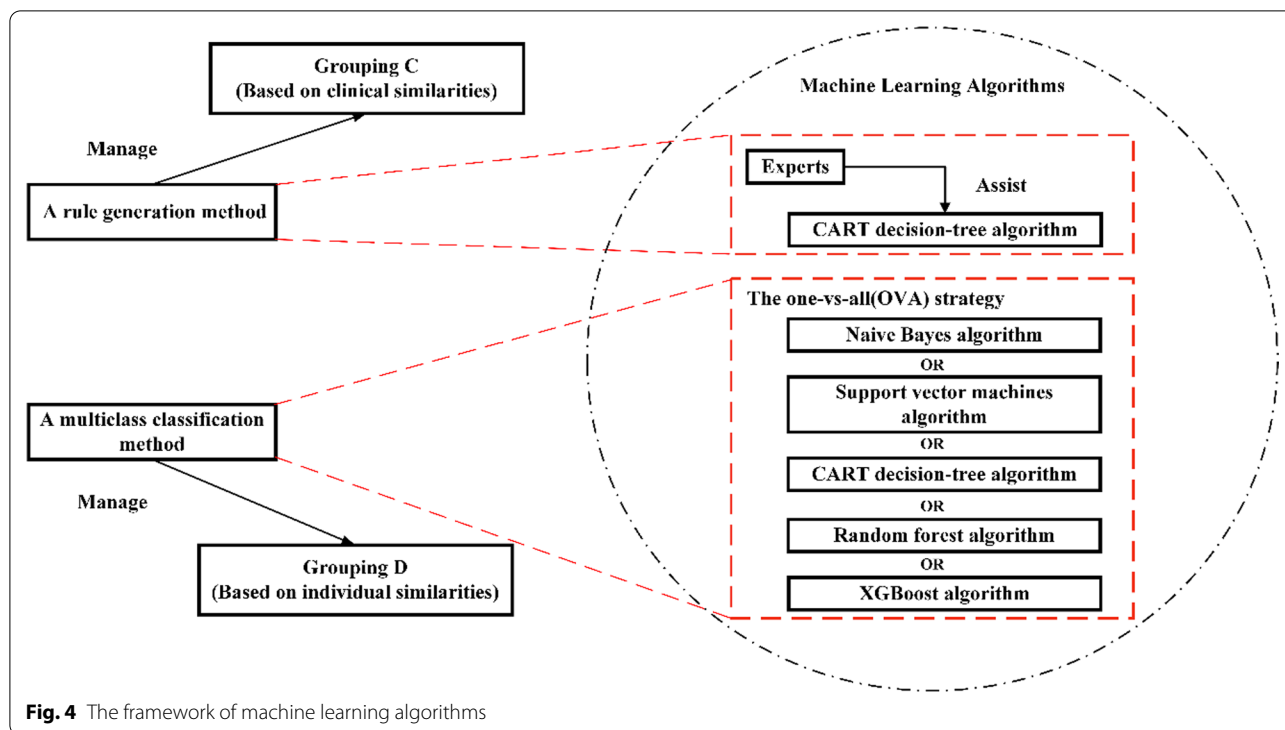 Grouping C
(Based on clinical similarities)
Manage
A rule generation method
Machine Learning Algorithms
Experts
Assist
CART decision-tree algorithm
The one-vs-all(OVA) strategy
Naive Bayes algorithm
OR
Support vector machines
algorithm
OR
CART decision-tree algorithm
OR
Random forest algorithm
OR
XGBoost algorithm
A multiclass classification
method
Manage
Grouping D
(Based on individual similarities)
Fig. 4 The framework of machine learning algorithms